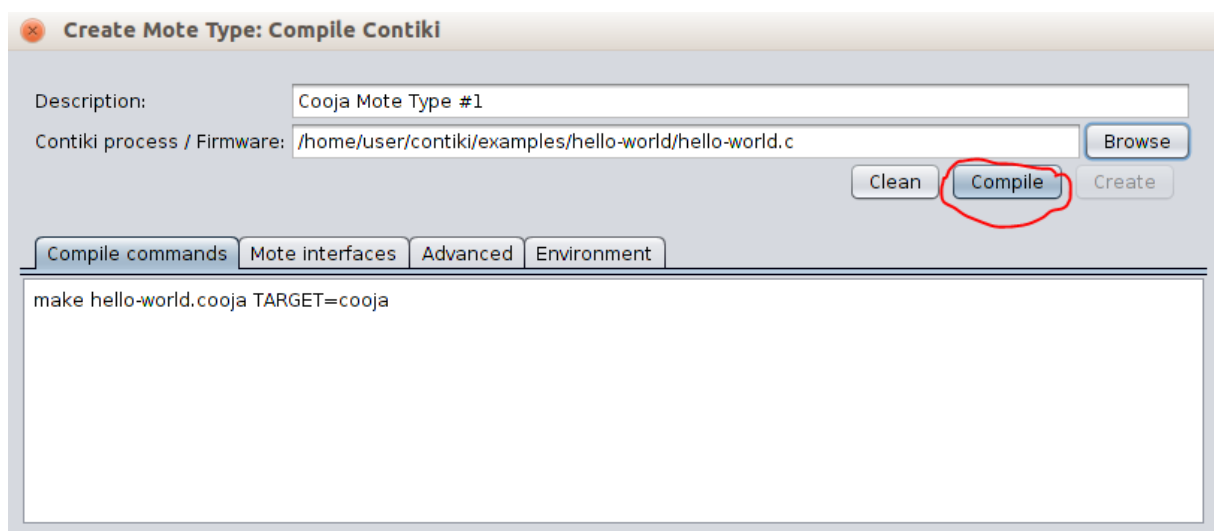 Create Mote Type: Compile Contiki
Description: Cooja Mote Type #1
Contiki process / Firmware: /home/user/contiki/examples/hello-world/hello-world.c Browse
Clean Compile Create
Compile commands Mote interfaces Advanced Environment
make hello-world.cooja TARGET=cooja